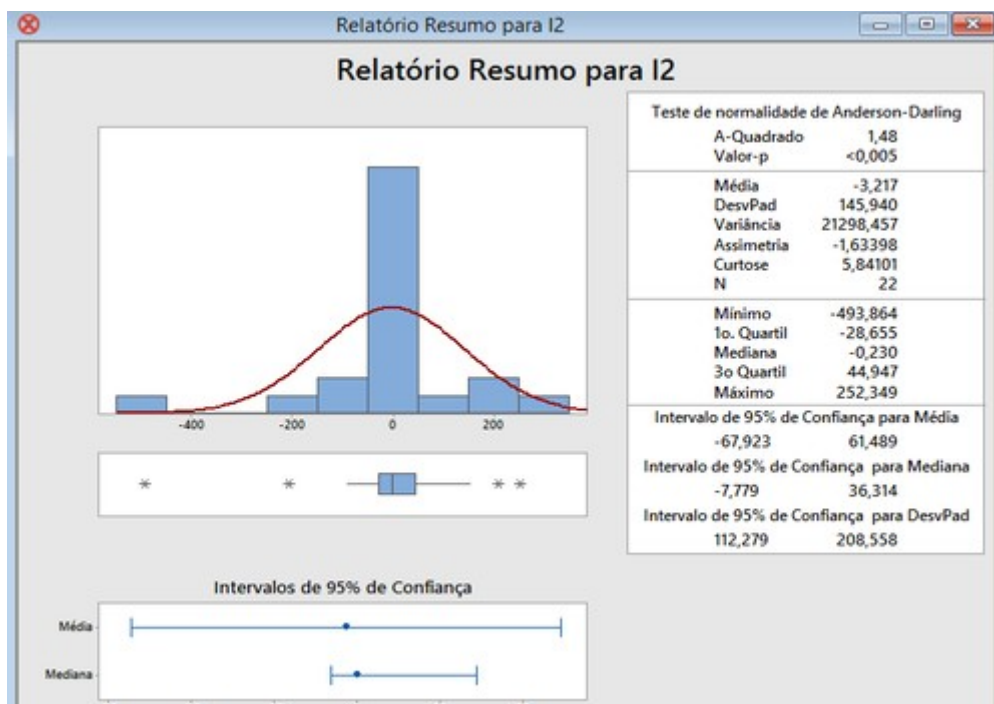 Relatório Resumo para I2
Relatório Resumo para I2
-400 -200 0 200
Intervalos de 95% de Confiança
Média
Mediana
Teste de normalidade de Anderson-Darling
A-Quadrado 1,48
Valor-p <0,005
Média -3,217
DesvPad 145,940
Variância 21298,457
Assimetria -1,63398
Curtose 5,84101
N 22
Mínimo -493,864
1o. Quartil -28,655
Mediana -0,230
3o Quartil 44,947
Máximo 252,349
Intervalo de 95% de Confiança para Média
-67,923 61,489
Intervalo de 95% de Confiança para Mediana
-7,779 36,314
Intervalo de 95% de Confiança para DesvPad
112,279 208,558